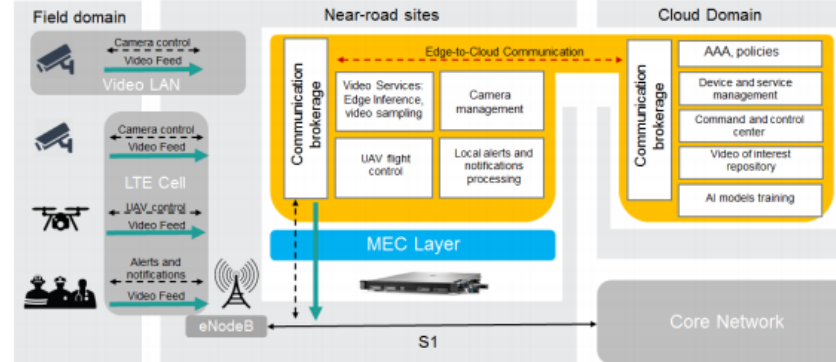 Field domain
Near-road sites
Cloud Domain
Camera control
Video Feed
Video LAN
Camera control
Video Feed
LTE Cell
UAV control
Video Feed
Alerts and
notifications
Video Feed
eNodeB
Communication
brokerage
Edge-to-Cloud Communication
Video Services:
Edge Inference,
video sampling
Camera
management
UAV flight
control
Local alerts and
notifications
processing
MEC Layer
Communication
brokerage
AAA, policies
Device and service
management
Command and control
center
Video of interest
repository
AI models training
S1
Core Network